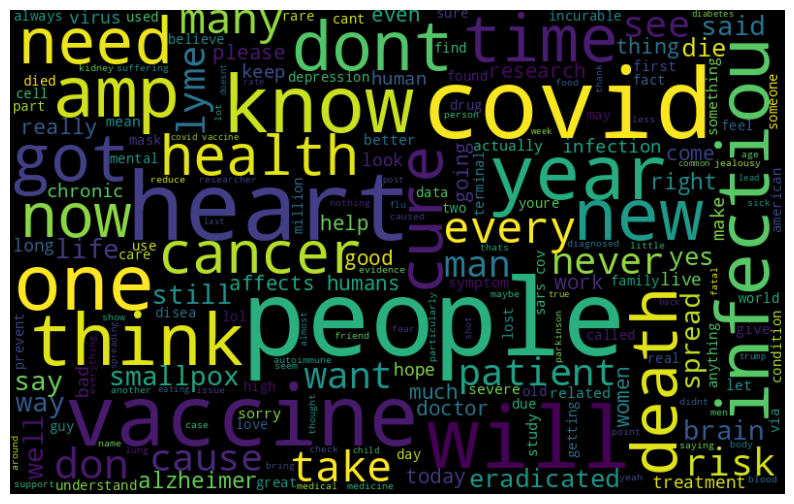 need
many
always
virus
used
rare
cant
even
time
see
incurable
sure
thing
said
diabetes
kidney
suffering
dont
believe
please
find
research
die
someone
died
amp
know
lyme
keep
human
depression
found
doesnt
thank
first
fact
something
infectiou
cell
part
mean
rate
lot
drug
person
food
covid
may
less
feel
really
covid vaccine
mask
better
actually
week
got
health
mental
look
cure
going
terminal
infection
come
common
jealousy
age
chronic
reduce
researcher
post
data
year
right
lead
sick
american
now
heart
million
nothing
flu
two
youre
make
new
long
life
last
help
caused
every
diagnosed
little
use
care
cancer
good
thats
man
never
yes
one
evidence
symptom
work
family
live
still
affects humans
sars cov
world
fatal
back
prevent
show
spreading
disea
lol
people
maybe
true
lost
particularly
called
death
spread
give
condition
think
almost
friend
fear
shot
parkinson
real
anything
trump
everything
bad
seem
autoimmune
hope
patient
say
smallpox
want
severe
old
related
women
didnt
let
another
eating
issue
high
much
men
via
way
vaccine
sorry
doctor
due
will
saying
body
brain
guy
love
thought
study
getting
name
case
check
child
day
point
risk
well
don
cause
take
around
lung
bring
today
eradicated
yeah
blood
treatment
support
understand
alzheimer
great
medical
medicine